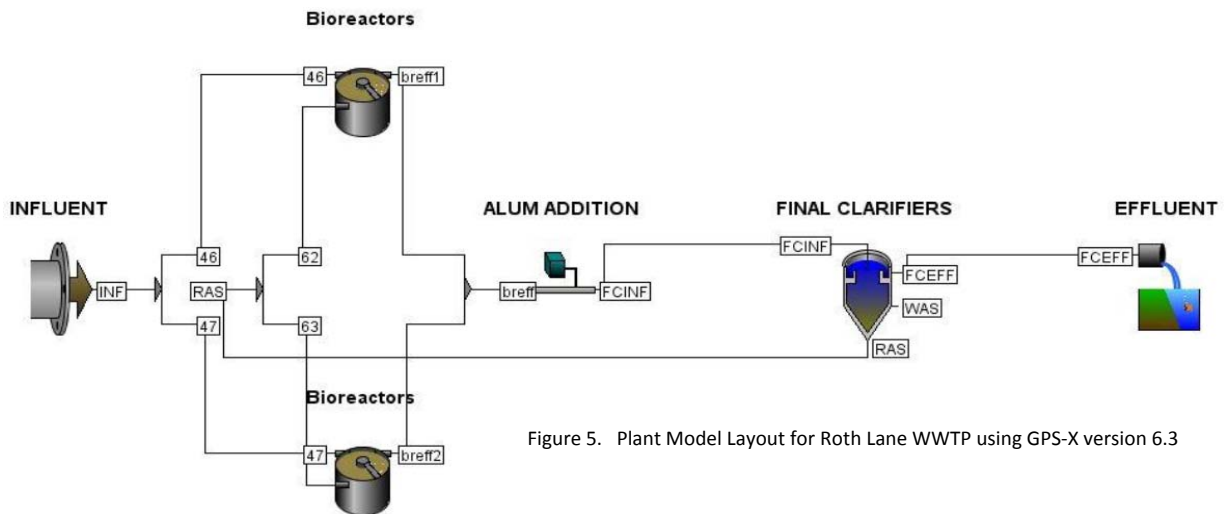 Bioreactors
46
breff1
INFLUENT
ALUM ADDITION
FINAL CLARIFIERS
EFFLUENT
46
62
FCINF
FCEFF
FCEFF
INF
RAS
breff
FCINF
WAS
47
63
RAS
Bioreactors
Figure 5. Plant Model Layout for Roth Lane WWTP using GPS-X version 6.3
47
breff2